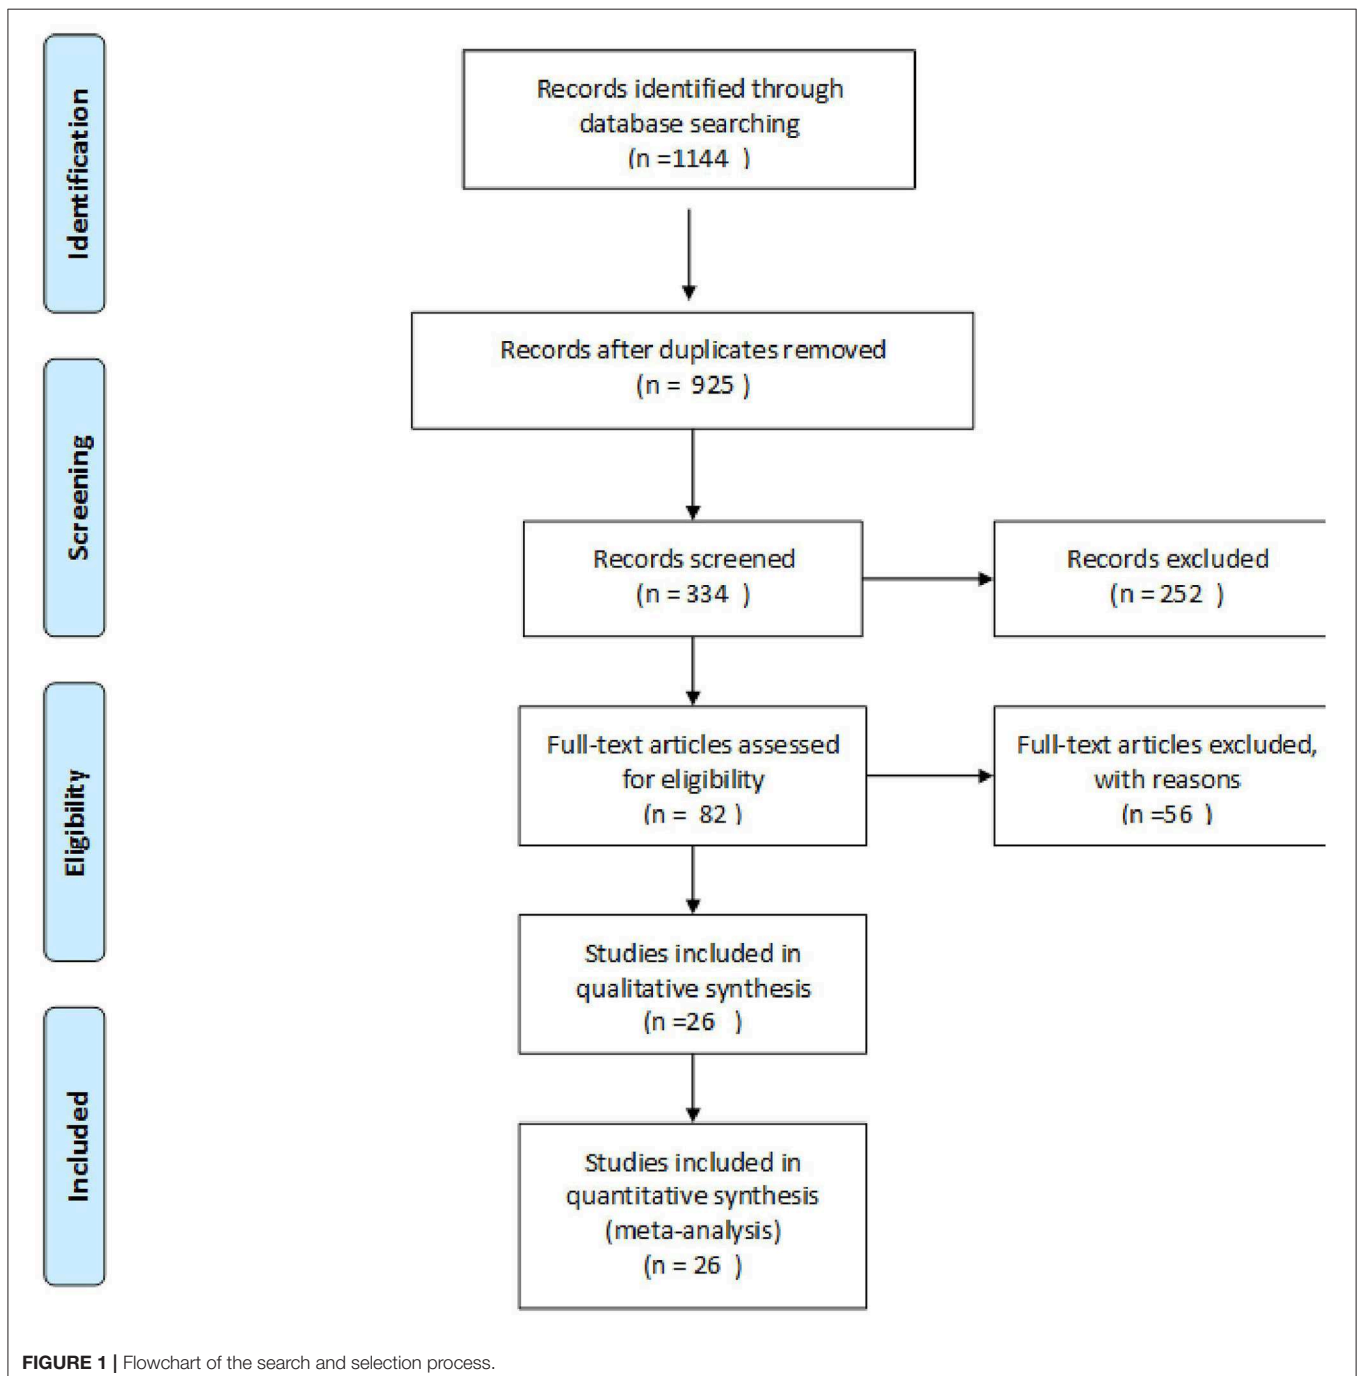 Identification
Records identified through
database searching
(n =1144 )
Records after duplicates removed
(n = 925 )
Screening
Records screened
(n = 334 )
Records excluded
(n = 252 )
Eligibility
Full-text articles assessed
for eligibility
(n = 82 )
Full-text articles excluded,
with reasons
(n =56 )
Studies included in
qualitative synthesis
(n =26 )
Included
Studies included in
quantitative synthesis
(meta-analysis)
(n = 26 )
FIGURE 1 | Flowchart of the search and selection process.